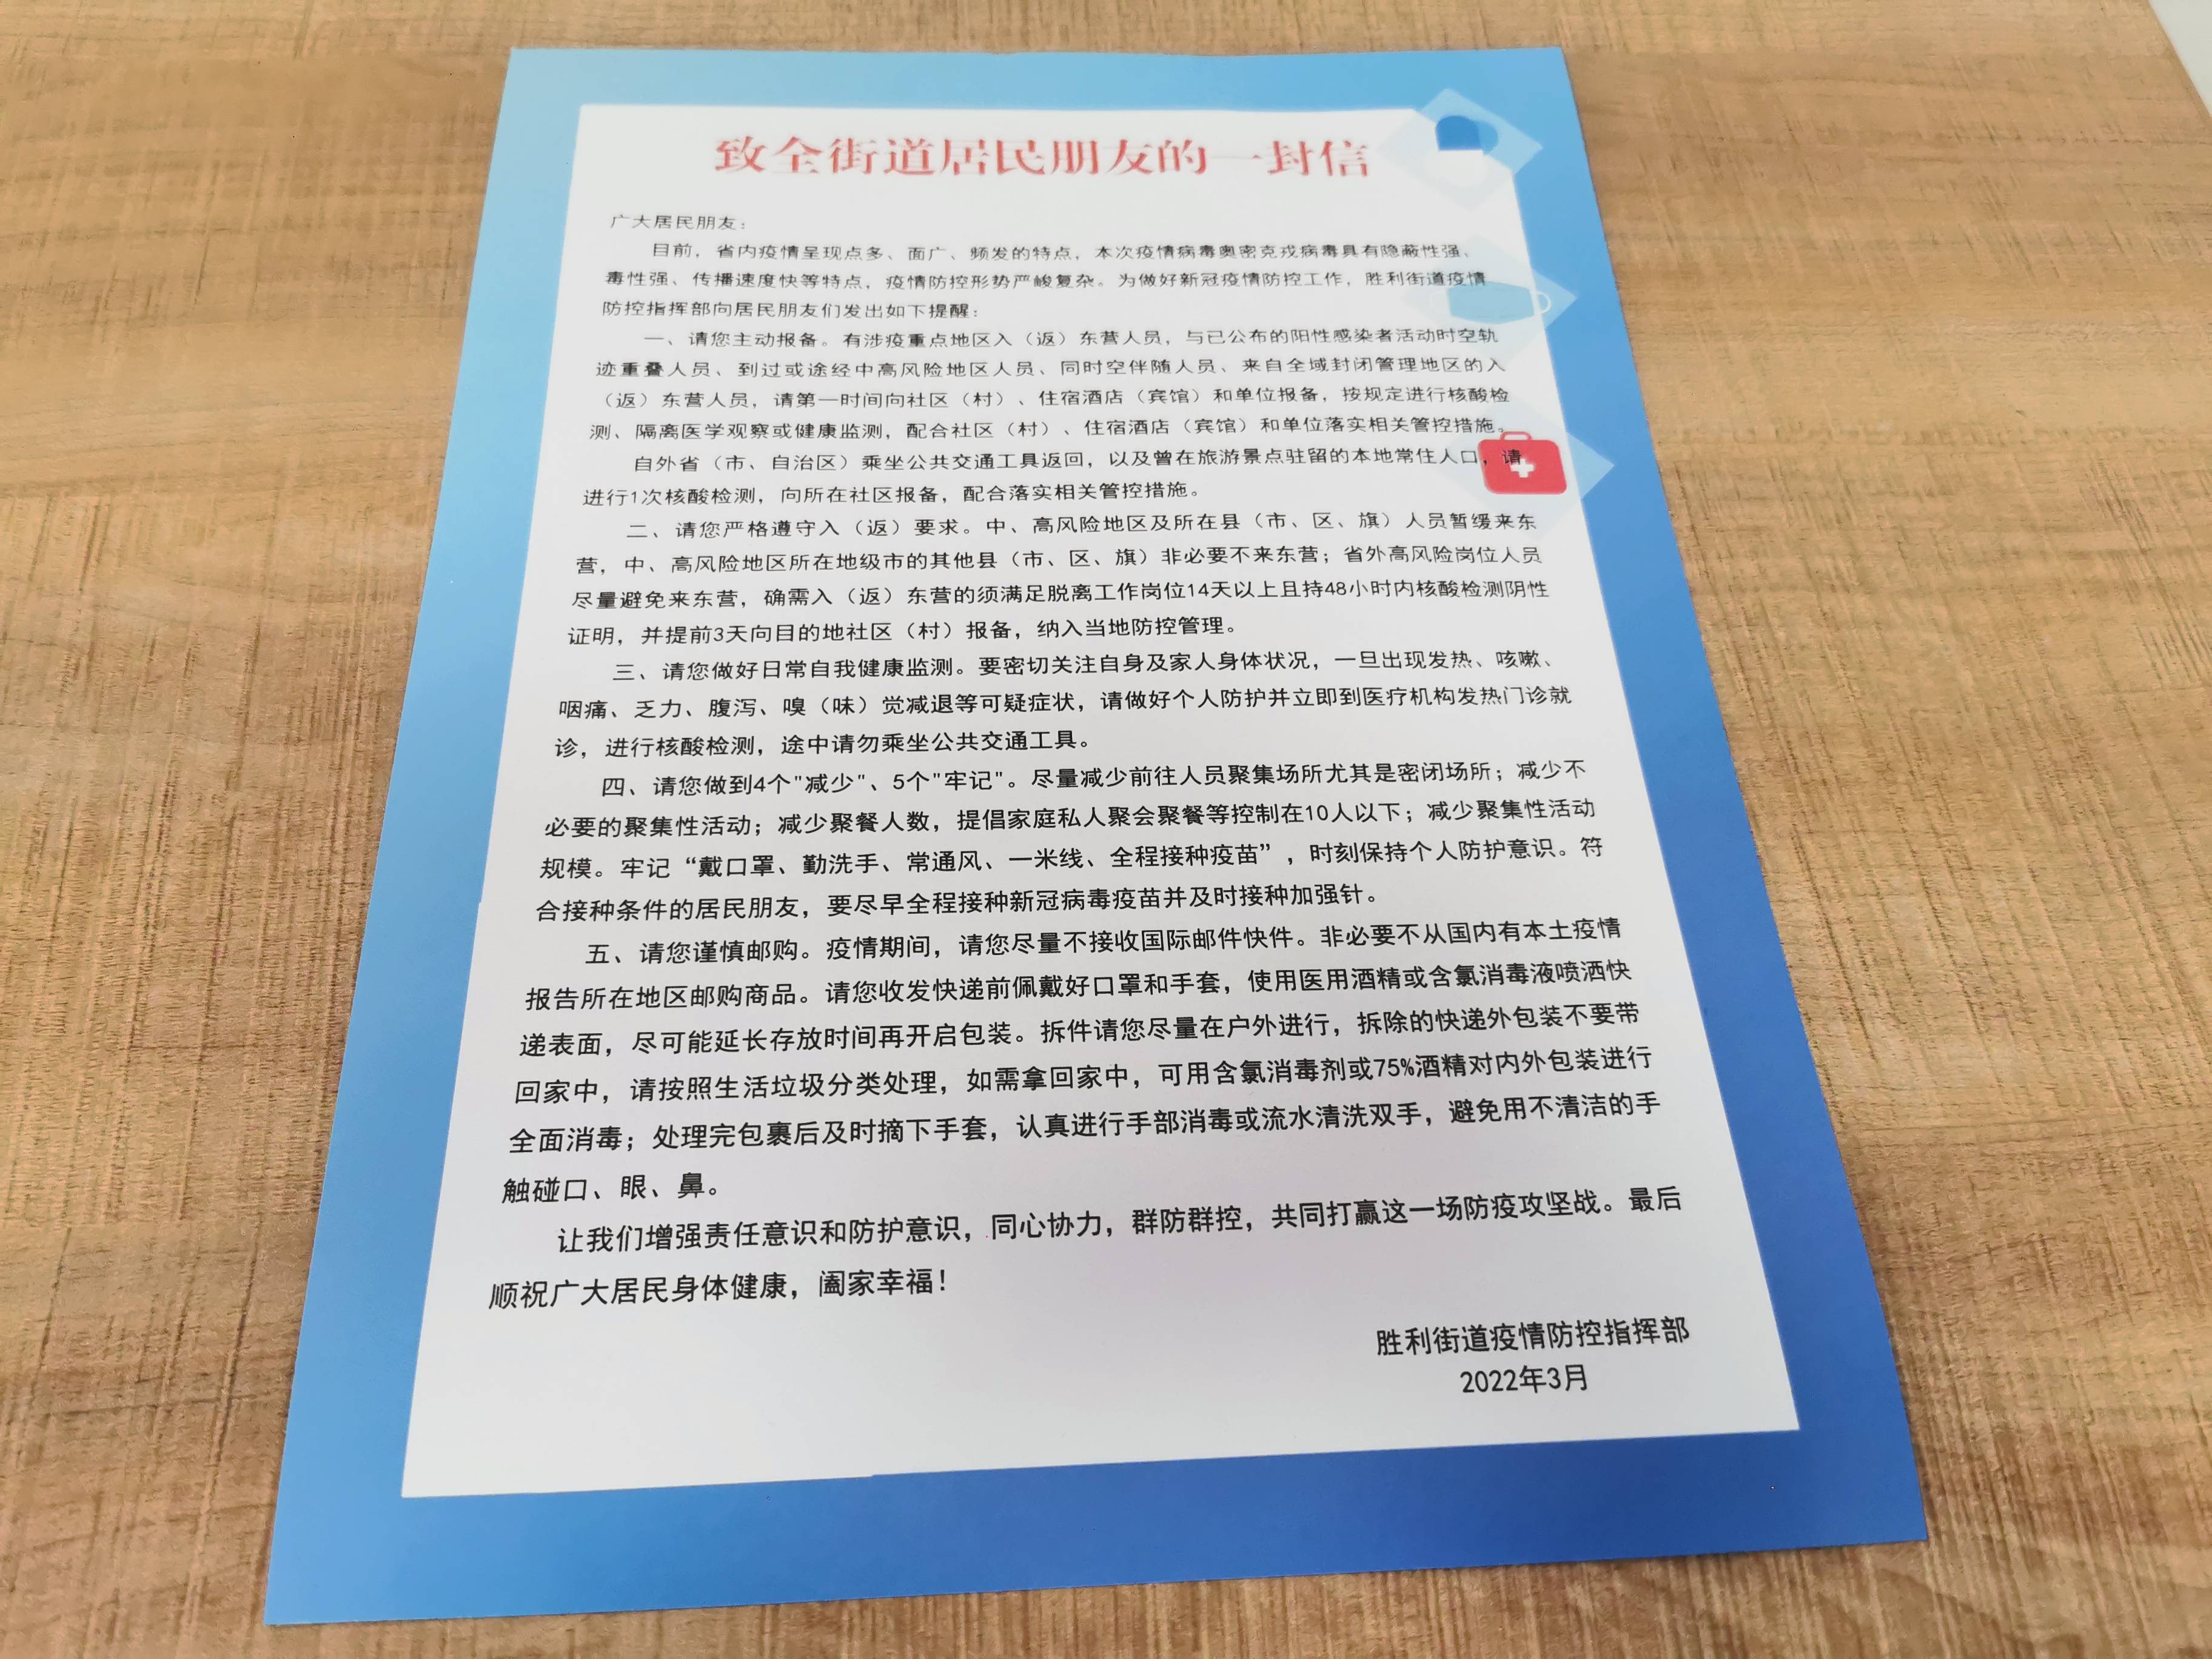 致全街道居民朋友的一封信
广大居民朋友：
目前，省内疫情呈现点多、面广、频发的特点，本次疫情病毒奥密克戎病毒具有隐蔽性强、
毒性强、传播速度快等特点，疫情防控形势严峻复杂。为做好新冠疫情防控工作，胜利街道疫情
防控指挥部向居民朋友们发出如下提醒：
一、请您主动报备。有涉疫重点地区入（返）东营人员，与已公布的阳性感染者活动时空轨
迹重叠人员、到过或途经中高风险地区人员、同时空伴随人员、来自全域封闭管理地区的入
（返）东营人员，请第一时间向社区（村）、住宿酒店（宾馆）和单位报备，按规定进行核酸检
测、隔离医学观察或健康监测，配合社区（村）、住宿酒店（宾馆）和单位落实相关管控措施。
自外省（市、自治区）乘坐公共交通工具返回，以及曾在旅游景点驻留的本地常住人口，请
进行1次核酸检测，向所在社区报备，配合落实相关管控措施。
二、请您严格遵守入（返）要求。中、高风险地区及所在县（市、区、旗）人员暂缓来东
营，中、高风险地区所在地级市的其他县（市、区、旗）非必要不来东营；省外高风险岗位人员
尽量避免来东营，确需入（返）东营的须满足脱离工作岗位14天以上且持48小时内核酸检测阴性
证明，并提前3天向目的地社区（村）报备，纳入当地防控管理。
三、请您做好日常自我健康监测。要密切关注自身及家人身体状况，一旦出现发热、咳嗽、
咽痛、乏力、腹泻、嗅（味）觉减退等可疑症状，请做好个人防护并立即到医疗机构发热门诊就
诊，进行核酸检测，途中请勿乘坐公共交通工具。
四、请您做到4个"减少"、5个"牢记"。尽量减少前往人员聚集场所尤其是密闭场所；减少不
必要的聚集性活动；减少聚餐人数，提倡家庭私人聚会聚餐等控制在10人以下；减少聚集性活动
规模。牢记“戴口罩、勤洗手、常通风、一米线、全程接种疫苗”，时刻保持个人防护意识。符
合接种条件的居民朋友，要尽早全程接种新冠病毒疫苗并及时接种加强针。
五、请您谨慎邮购。疫情期间，请您尽量不接收国际邮件快件。非必要不从国内有本土疫情
报告所在地区邮购商品。请您收发快递前佩戴好口罩和手套，使用医用酒精或含氯消毒液喷洒快
递表面，尽可能延长存放时间再开启包装。拆件请您尽量在户外进行，拆除的快递外包装不要带
回家中，请按照生活垃圾分类处理，如需拿回家中，可用含氯消毒剂或75%酒精对内外包装进行
全面消毒；处理完包裹后及时摘下手套，认真进行手部消毒或流水清洗双手，避免用不清洁的手
触碰口、眼、鼻。
让我们增强责任意识和防护意识，同心协力，群防群控，共同打赢这一场防疫攻坚战。最后
顺祝广大居民身体健康，阖家幸福！
胜利街道疫情防控指挥部
2022年3月